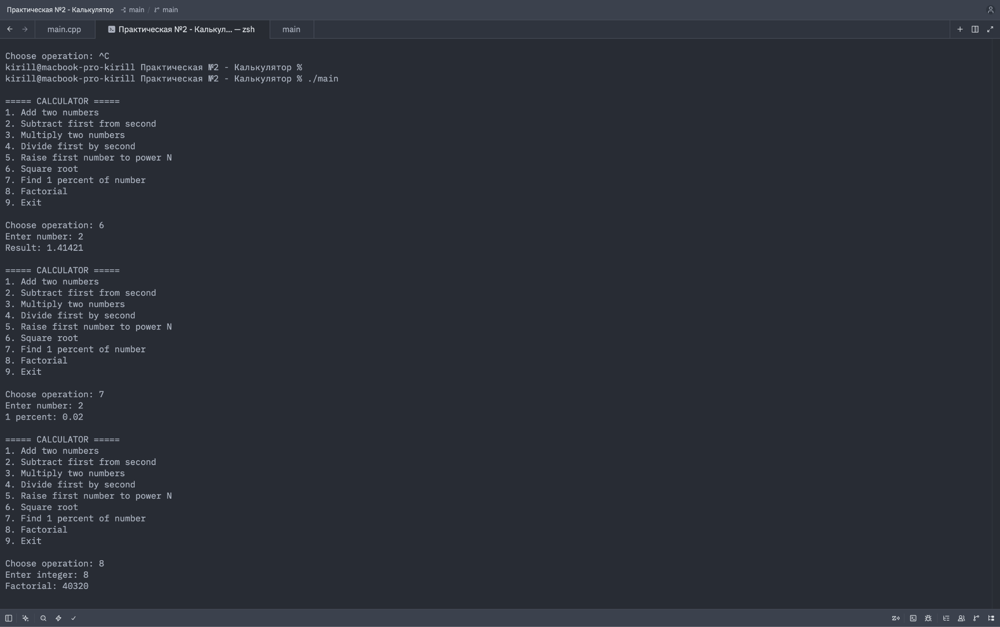 Практическая №2 - Калькулятор main / main
main.cpp
Практическая №2 - Калькул... — zsh
main
Choose operation: ^C
kirill@macbook-pro-kirill Практическая №2 - Калькулятор %
kirill@macbook-pro-kirill Практическая №2 - Калькулятор % ./main
===== CALCULATOR =====
1. Add two numbers
2. Subtract first from second
3. Multiply two numbers
4. Divide first by second
5. Raise first number to power N
6. Square root
7. Find 1 percent of number
8. Factorial
9. Exit
Choose operation: 6
Enter number: 2
Result: 1.41421
===== CALCULATOR =====
1. Add two numbers
2. Subtract first from second
3. Multiply two numbers
4. Divide first by second
5. Raise first number to power N
6. Square root
7. Find 1 percent of number
8. Factorial
9. Exit
Choose operation: 7
Enter number: 2
1 percent: 0.02
===== CALCULATOR =====
1. Add two numbers
2. Subtract first from second
3. Multiply two numbers
4. Divide first by second
5. Raise first number to power N
6. Square root
7. Find 1 percent of number
8. Factorial
9. Exit
Choose operation: 8
Enter integer: 8
Factorial: 40320